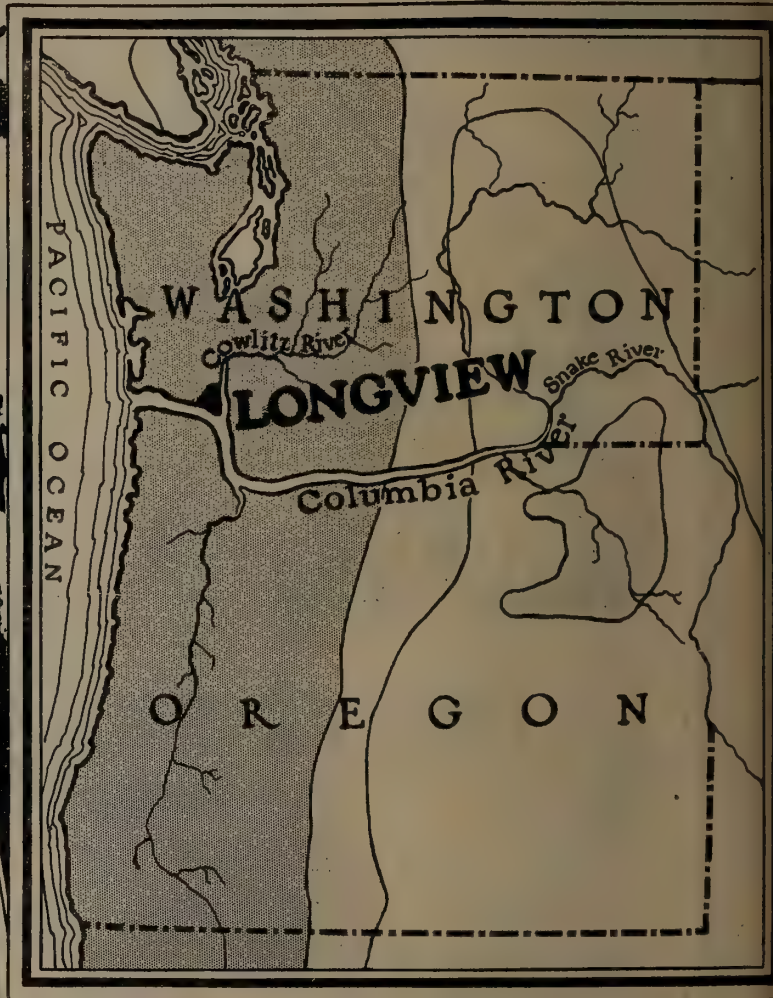 PACIFIC OCEAN
WASHINGTON
Cowlitz River
LONGVIEW
Snake River
Columbia River
OREGON